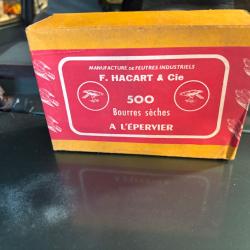 MANUFACTURE DE FEUTRES INDUSTRIELS
F. HACART & Cie
500
Bourres sèches
A L'ÉPERVIER